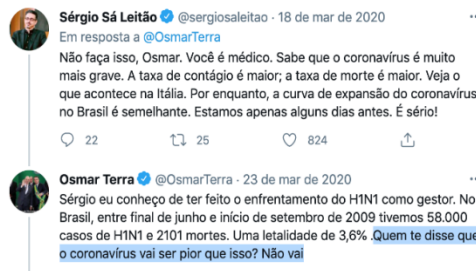 Sérgio Sá Leitão @sergiosaleitao · 18 de mar de 2020
Em resposta a @OsmarTerra
Não faça isso, Osmar. Você é médico. Sabe que o coronavírus é muito
mais grave. A taxa de contágio é maior; a taxa de morte é maior. Veja o
que acontece na Itália. Por enquanto, a curva de expansão do coronavírus
no Brasil é semelhante. Estamos apenas alguns dias antes. É sério!
22 25 824
Osmar Terra @OsmarTerra · 23 de mar de 2020
Sérgio eu conheço de ter feito o enfrentamento do H1N1 como gestor. No
Brasil, entre final de junho e início de setembro de 2009 tivemos 58.000
casos de H1N1 e 2101 mortes. Uma letalidade de 3,6% .Quem te disse que
o coronavírus vai ser pior que isso? Não vai